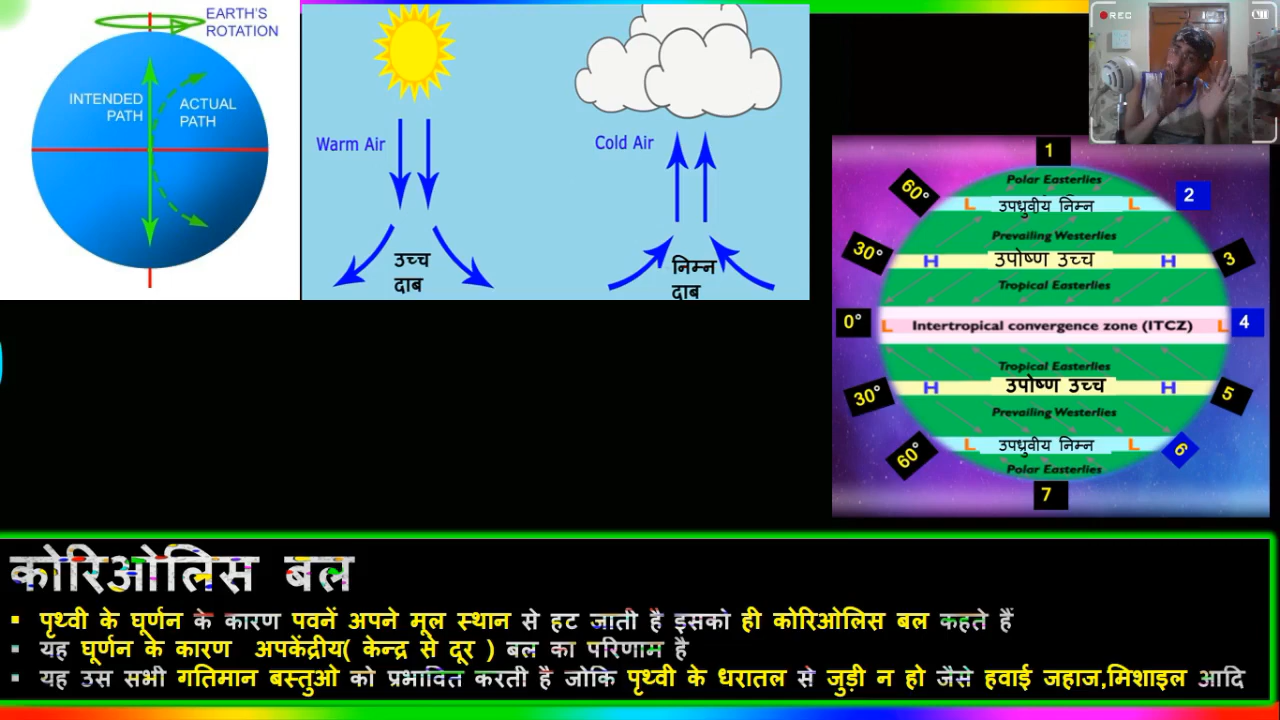 EARTH'S
ROTATION
INTENDED
PATH
ACTUAL
PATH
Warm Air
उच्च
दाब
Cold Air
निम्न
दाब
REC
1
Polar Easterlies
60°
L उपध्रुवीय निम्न L
2
Prevailing Westerlies
30°
H उपोष्ण उच्च H
3
Tropical Easterlies
0° L Intertropical convergence zone (ITCZ) L 4
Tropical Easterlies
30° H उपोष्ण उच्च H 5
Prevailing Westerlies
60° L उपध्रुवीय निम्न L 6
Polar Easterlies
7
कोरिओलिस बल
▪ पृथ्वी के घूर्णन के कारण पवनें अपने मूल स्थान से हट जाती है इसको ही कोरिओलिस बल कहते हैं
▪ यह घूर्णन के कारण अपकेंद्रीय( केन्द्र से दूर ) बल का परिणाम है
▪ यह उस सभी गतिमान बस्तुओ को प्रभावित करती है जोकि पृथ्वी के धरातल से जुड़ी न हो जैसे हवाई जहाज,मिशाइल आदि